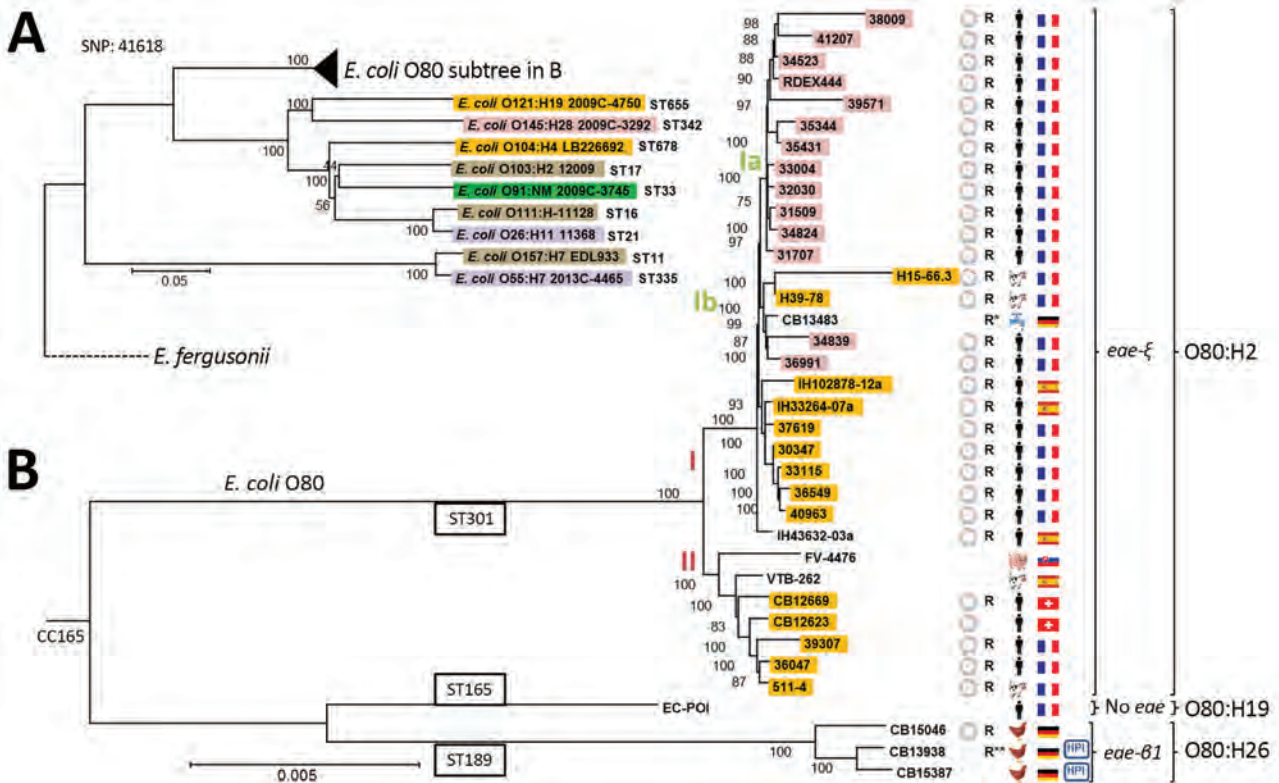 A
SNP: 41618
100
E. coli O80 subtree in B
100
E. coli O121:H19 2009C-4750 ST655
E. coli O145:H28 2009C-3292 ST342
100
E. coli O104:H4 LB226692 ST678
44
E. coli O103:H2 12009 ST17
100
E. coli O91:NM 2009C-3745 ST33
56
E. coli O111:H-11128 ST16
100
E. coli O26:H11 11368 ST21
E. coli O157:H7 EDL933 ST11
100
E. coli O55:H7 2013C-4465 ST335
0.05
E. fergusonii
B
E. coli O80
ST301
100
CC165
ST165
ST189
0.005
I
II
Ia
Ib
98
88
88
90
97
100
100
75
100
97
100
100
99
87
100
93
100
100
100
100
100
100
100
83
100
100
87
100
100
38009 R
41207 R
34523 R
RDEX444 R
39571 R
35344 R
35431 R
33004 R
32030 R
31509 R
34824 R
31707 R
H15-66.3 R
H39-78 R
CB13483 R*
34839 R
36991 R
IH102878-12a R
IH33264-07a R
37619 R
30347 R
33115 R
36549 R
40963 R
IH43632-03a R
FV-4476
VTB-262
CB12669 R
CB12623
39307 R
36047 R
511-4 R
EC-POI
CB15046 R
CB13938 R** HPI
CB15387 HPI
eae-ξ O80:H2
No eae O80:H19
eae-β1 O80:H26